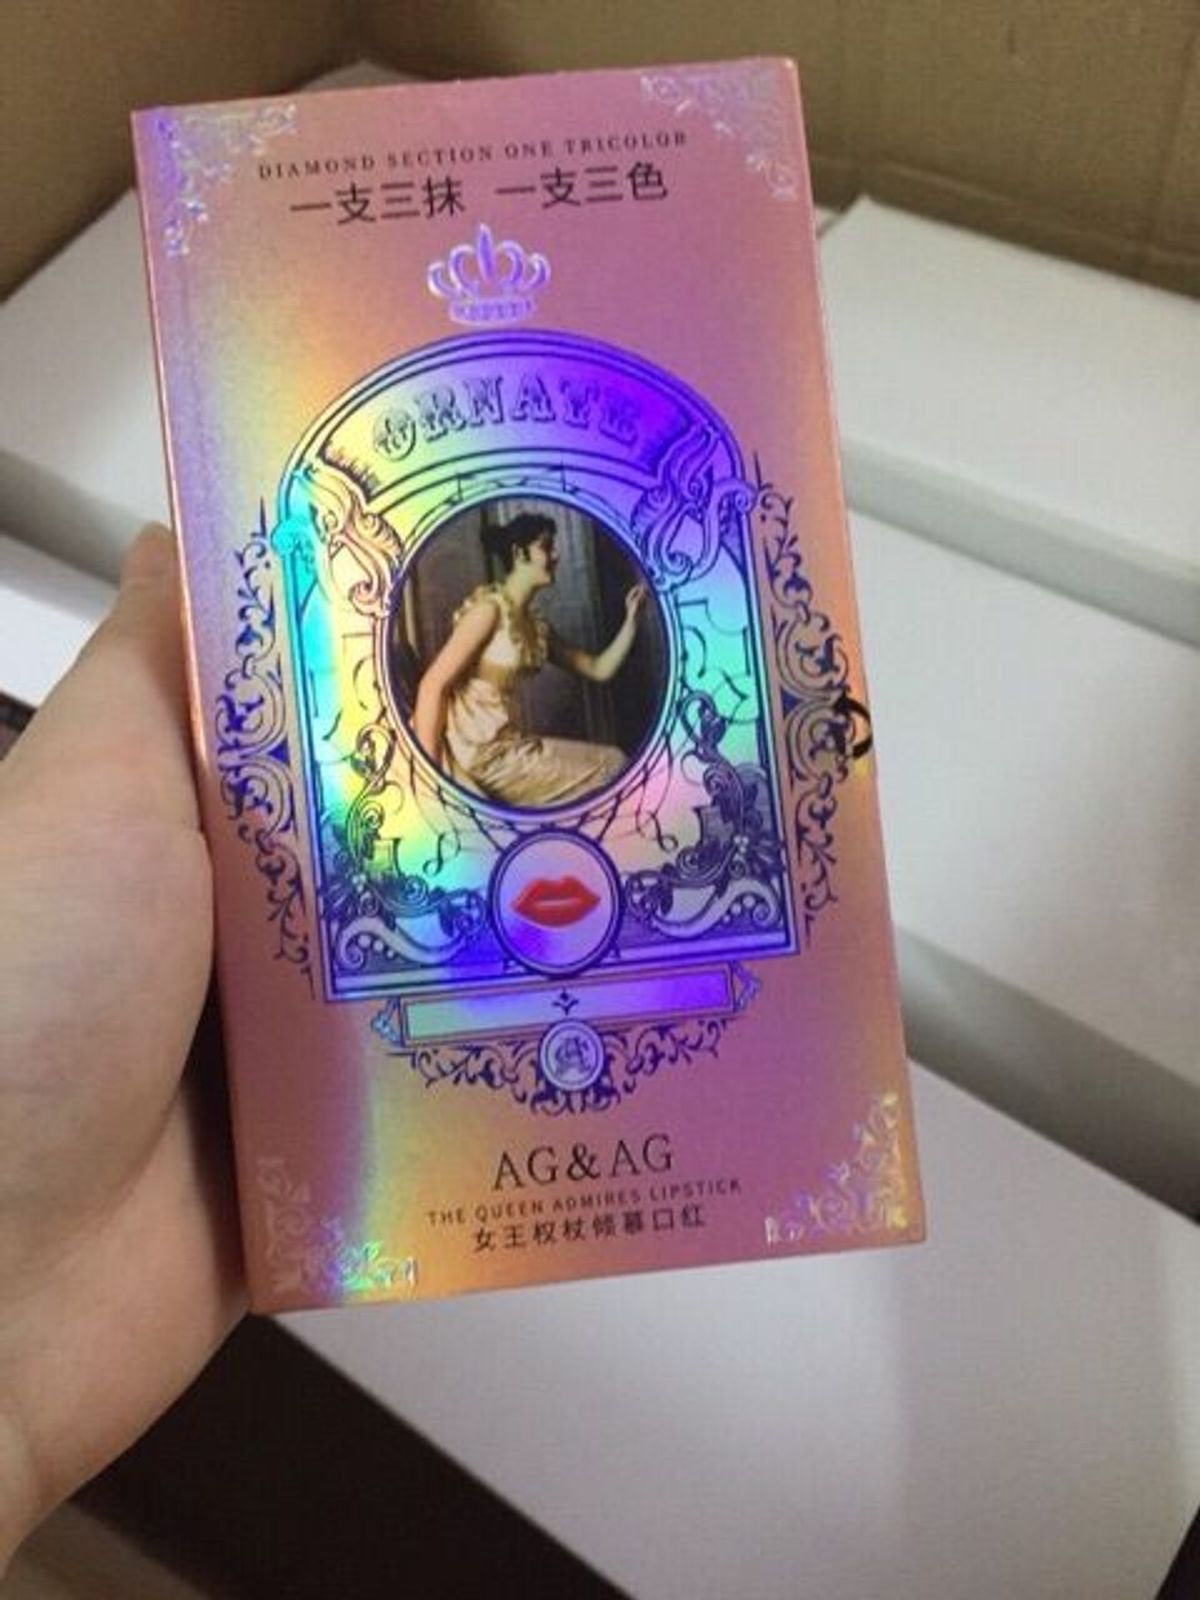 DIAMOND SECTION ONE TRICOLOR
一支三抹 一支三色
ORNATE
AG&AG
THE QUEEN ADMIRES LIPSTICK
女王权杖倾慕口红